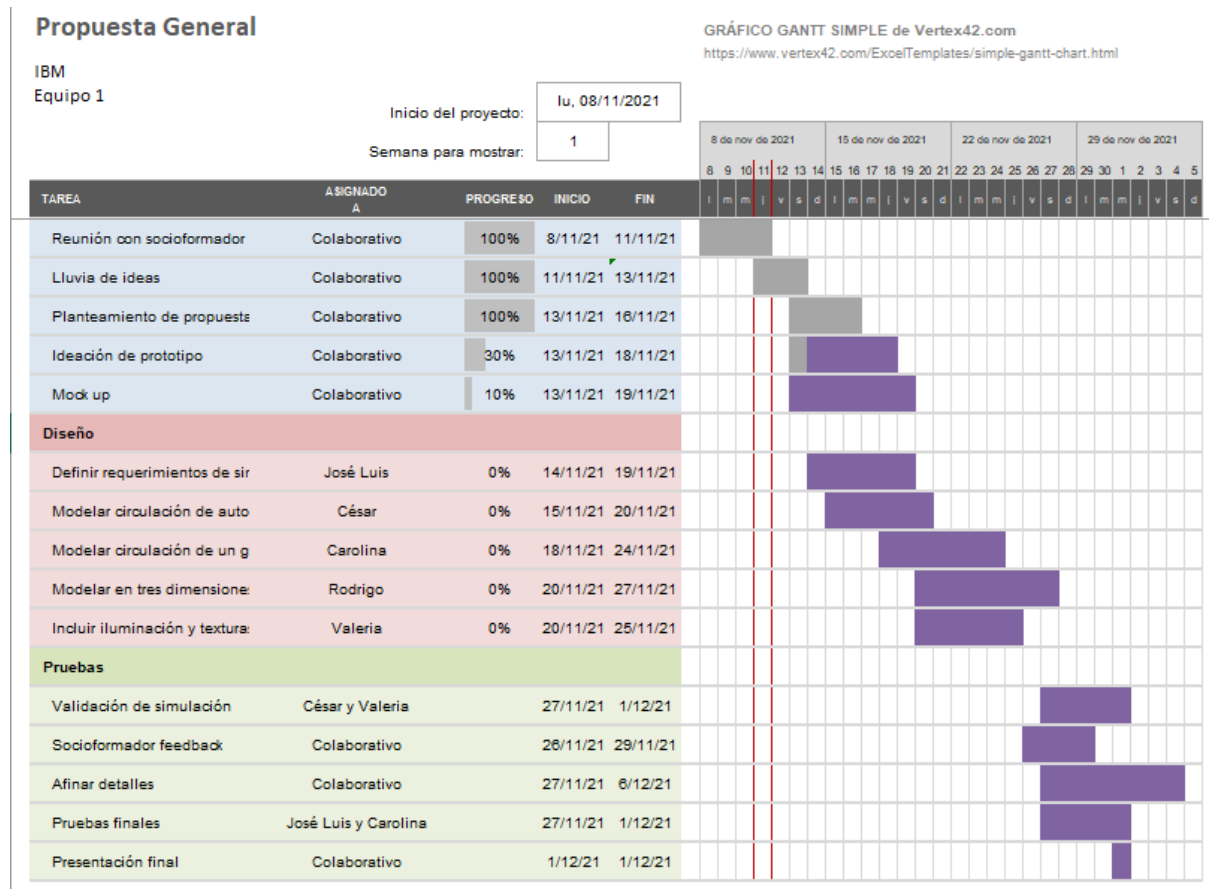 Propuesta General
GRÁFICO GANTT SIMPLE de Vertex42.com
https://www.vertex42.com/ExcelTemplates/simple-gantt-chart.html
IBM
Equipo 1
Inicio del proyecto: lu, 08/11/2021
Semana para mostrar: 1
8 de nov de 2021 15 de nov de 2021 22 de nov de 2021 29 de nov de 2021
8 9 10 11 12 13 14 15 16 17 18 19 20 21 22 23 24 25 26 27 28 29 30 1 2 3 4 5
TAREA ASIGNADO A PROGRESO INICIO FIN l m m j v s d l m m j v s d l m m j v s d l m m j v s d
Reunión con socioformador Colaborativo 100% 8/11/21 11/11/21
Lluvia de ideas Colaborativo 100% 11/11/21 13/11/21
Planteamiento de propuesta Colaborativo 100% 13/11/21 16/11/21
Ideación de prototipo Colaborativo 30% 13/11/21 18/11/21
Mock up Colaborativo 10% 13/11/21 19/11/21
Diseño
Definir requerimientos de sir José Luis 0% 14/11/21 19/11/21
Modelar circulación de auto César 0% 15/11/21 20/11/21
Modelar circulación de un g Carolina 0% 18/11/21 24/11/21
Modelar en tres dimensiones Rodrigo 0% 20/11/21 27/11/21
Incluir iluminación y texturas Valeria 0% 20/11/21 25/11/21
Pruebas
Validación de simulación César y Valeria 27/11/21 1/12/21
Socioformador feedback Colaborativo 26/11/21 29/11/21
Afinar detalles Colaborativo 27/11/21 6/12/21
Pruebas finales José Luis y Carolina 27/11/21 1/12/21
Presentación final Colaborativo 1/12/21 1/12/21